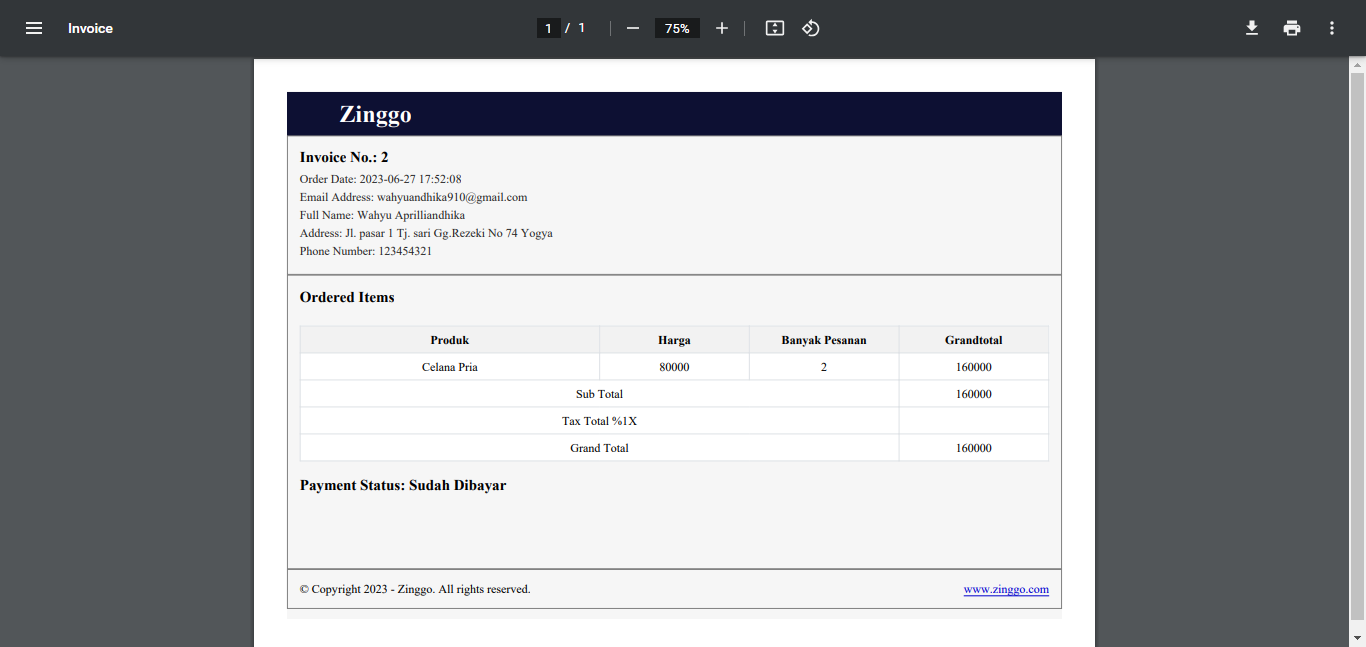 Invoice
1 / 1
75%
Zinggo
Invoice No.: 2
Order Date: 2023-06-27 17:52:08
Email Address: wahyuandhika910@gmail.com
Full Name: Wahyu Aprilliandhika
Address: Jl. pasar 1 Tj. sari Gg.Rezeki No 74 Yogya
Phone Number: 123454321
Ordered Items
Produk Harga Banyak Pesanan Grandtotal
Celana Pria 80000 2 160000
Sub Total 160000
Tax Total %1X
Grand Total 160000
Payment Status: Sudah Dibayar
© Copyright 2023 - Zinggo. All rights reserved. www.zinggo.com